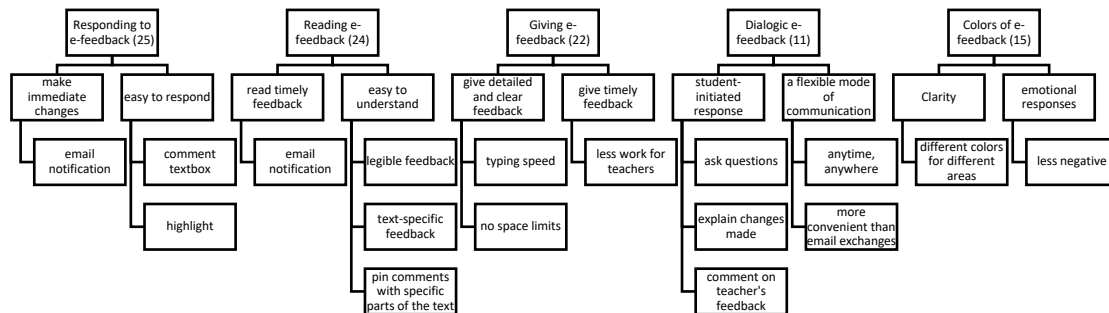 Responding to
e-feedback (25)
make
immediate
changes
email
notification
easy to respond
comment
textbox
highlight
Reading e-
feedback (24)
read timely
feedback
email
notification
easy to
understand
legible feedback
text-specific
feedback
pin comments
with specific
parts of the text
Giving e-
feedback (22)
give detailed
and clear
feedback
typing speed
no space limits
give timely
feedback
less work for
teachers
Dialogic e-
feedback (11)
student-
initiated
response
ask questions
explain changes
made
comment on
teacher's
feedback
a flexible mode
of
communication
anytime,
anywhere
more
convenient than
email exchanges
Colors of e-
feedback (15)
Clarity
different colors
for different
areas
emotional
responses
less negative